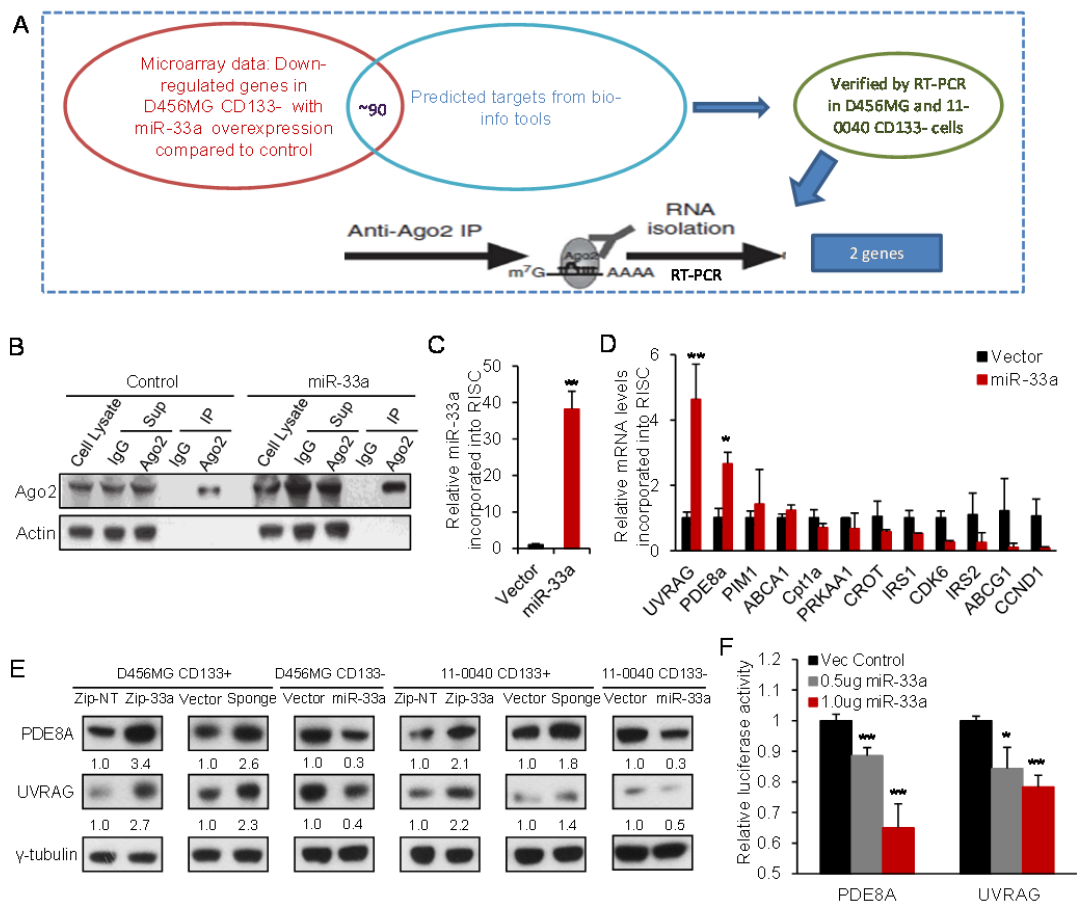 A
Microarray data: Down-
regulated genes in
D456MG CD133- with
miR-33a overexpression
compared to control
~90
Predicted targets from bio-
info tools
Verified by RT-PCR
in D456MG and 11-
0040 CD133- cells
Anti-Ago2 IP
m7G
Ago2
AAAA
RNA
isolation
RT-PCR
2 genes
B
Control
miR-33a
Sup
IP
Sup
IP
Cell Lysate
IgG
Ago2
IgG
Ago2
Cell Lysate
IgG
Ago2
IgG
Ago2
Ago2
Actin
C
Relative miR-33a
incorporated into RISC
50
40
30
20
10
0
**
Vector
miR-33a
D
Relative mRNA levels
incorporated into RISC
6
4
2
0
**
*
Vector
miR-33a
UVRAG
PDE8a
PIM1
ABCA1
Cpt1a
PRKAA1
CROT
IRS1
CDK6
IRS2
ABCG1
CCND1
E
D456MG CD133+
D456MG CD133-
11-0040 CD133+
11-0040 CD133-
Zip-NT Zip-33a Vector Sponge Vector miR-33a Zip-NT Zip-33a Vector Sponge Vector miR-33a
PDE8A
1.0 3.4 1.0 2.6 1.0 0.3 1.0 2.1 1.0 1.8 1.0 0.3
UVRAG
1.0 2.7 1.0 2.3 1.0 0.4 1.0 2.2 1.0 1.4 1.0 0.5
γ-tubulin
F
Relative luciferase activity
1.2
1.1
1
0.9
0.8
0.7
0.6
0.5
Vec Control
0.5ug miR-33a
1.0ug miR-33a
**
**
*
**
PDE8A
UVRAG